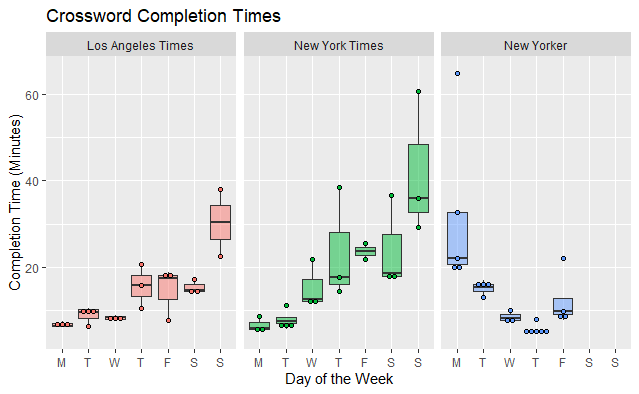 Crossword Completion Times
Los Angeles Times New York Times New Yorker
Completion Time (Minutes)
60
40
20
M T W T F S S M T W T F S S M T W T F S S
Day of the Week